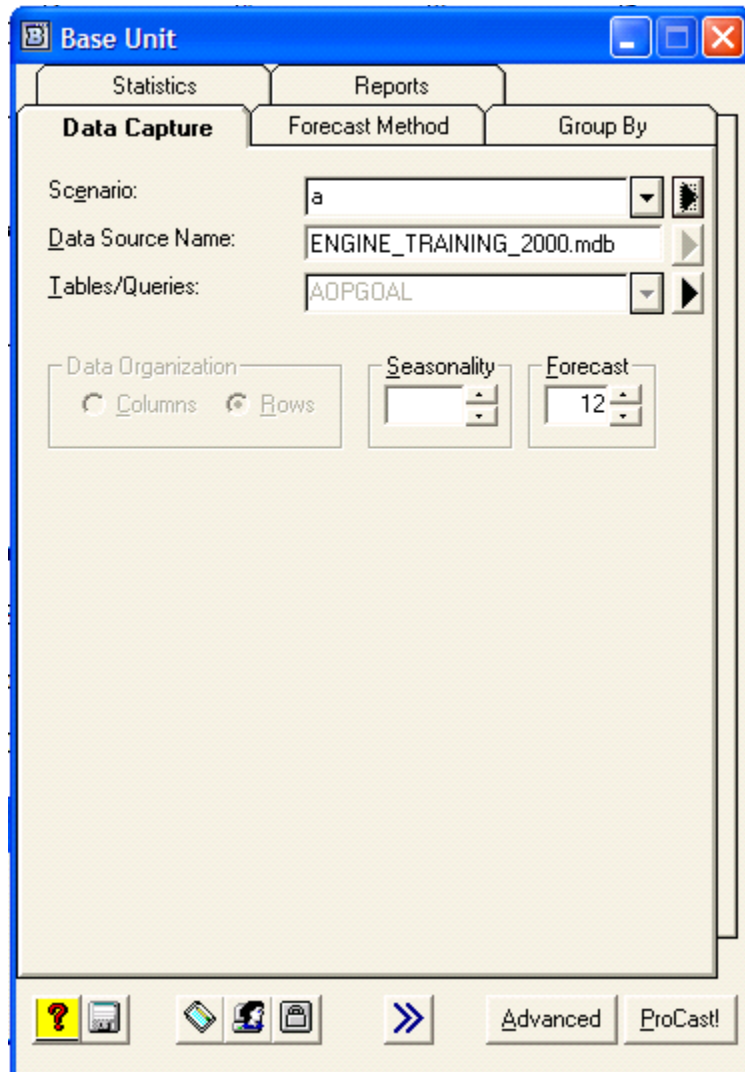 Base Unit
Statistics Reports
Data Capture Forecast Method Group By
Scenario: a
Data Source Name: ENGINE_TRAINING_2000.mdb
Tables/Queries: AOPGOAL
Data Organization Seasonality Forecast
Columns Rows 12
? Advanced ProCast!